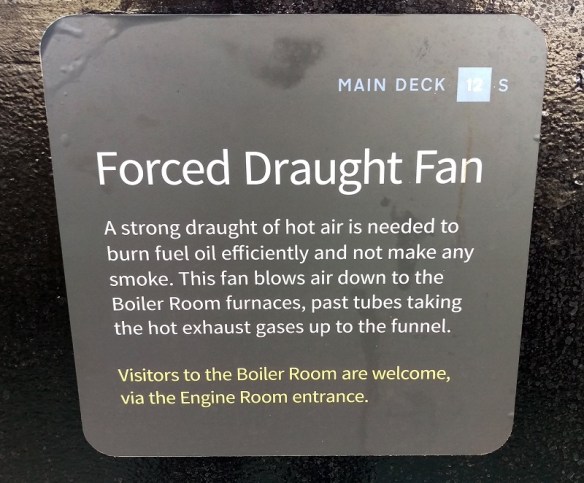 MAIN DECK 12 S
Forced Draught Fan
A strong draught of hot air is needed to
burn fuel oil efficiently and not make any
smoke. This fan blows air down to the
Boiler Room furnaces, past tubes taking
the hot exhaust gases up to the funnel.
Visitors to the Boiler Room are welcome,
via the Engine Room entrance.